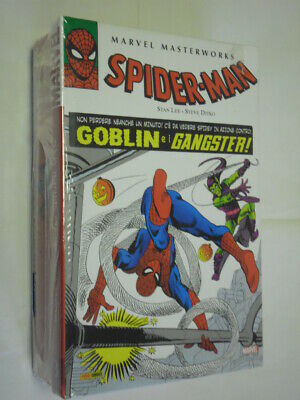 MARVEL MASTERWORKS
SPIDER-MAN
STAN LEE • STEVE DITKO
NON PERDERE NEANCHE UN MINUTO! C'È DA VEDERE SPIDEY IN AZIONE CONTRO
GOBLIN e i GANGSTER!
MARVEL